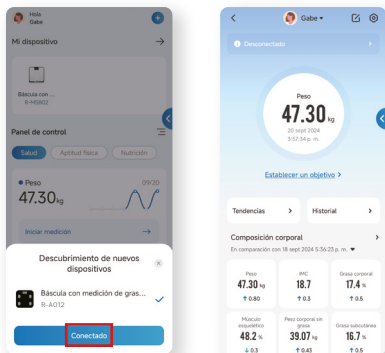 Hola
Gabe
Mi dispositivo
Báscula con ...
R-MSB02
Panel de control
Salud
Aptitud física
Nutrición
Peso
09/20
47.30 kg
Iniciar medición
Descubrimiento de nuevos
dispositivos
Báscula con medición de gras...
R-A012
Conectado
Gabe
Desconectado
Peso
47.30 kg
20 sept 2024
5:57:54 p. m.
Establecer un objetivo >
Tendencias >
Historial >
Composición corporal >
En comparación con 18 sept 2024 5:36:23 p. m.
Peso
IMC
Grasa corporal
47.30 kg
18.7
17.4 %
↑ 0.80
↑ 0.3
↑ 0.5
Músculo
esquelético
Peso corporal sin
grasa
Grasa subcutánea
48.2 %
39.07 kg
16.7 %
↓ 0.3
↑ 0.43
↑ 0.5